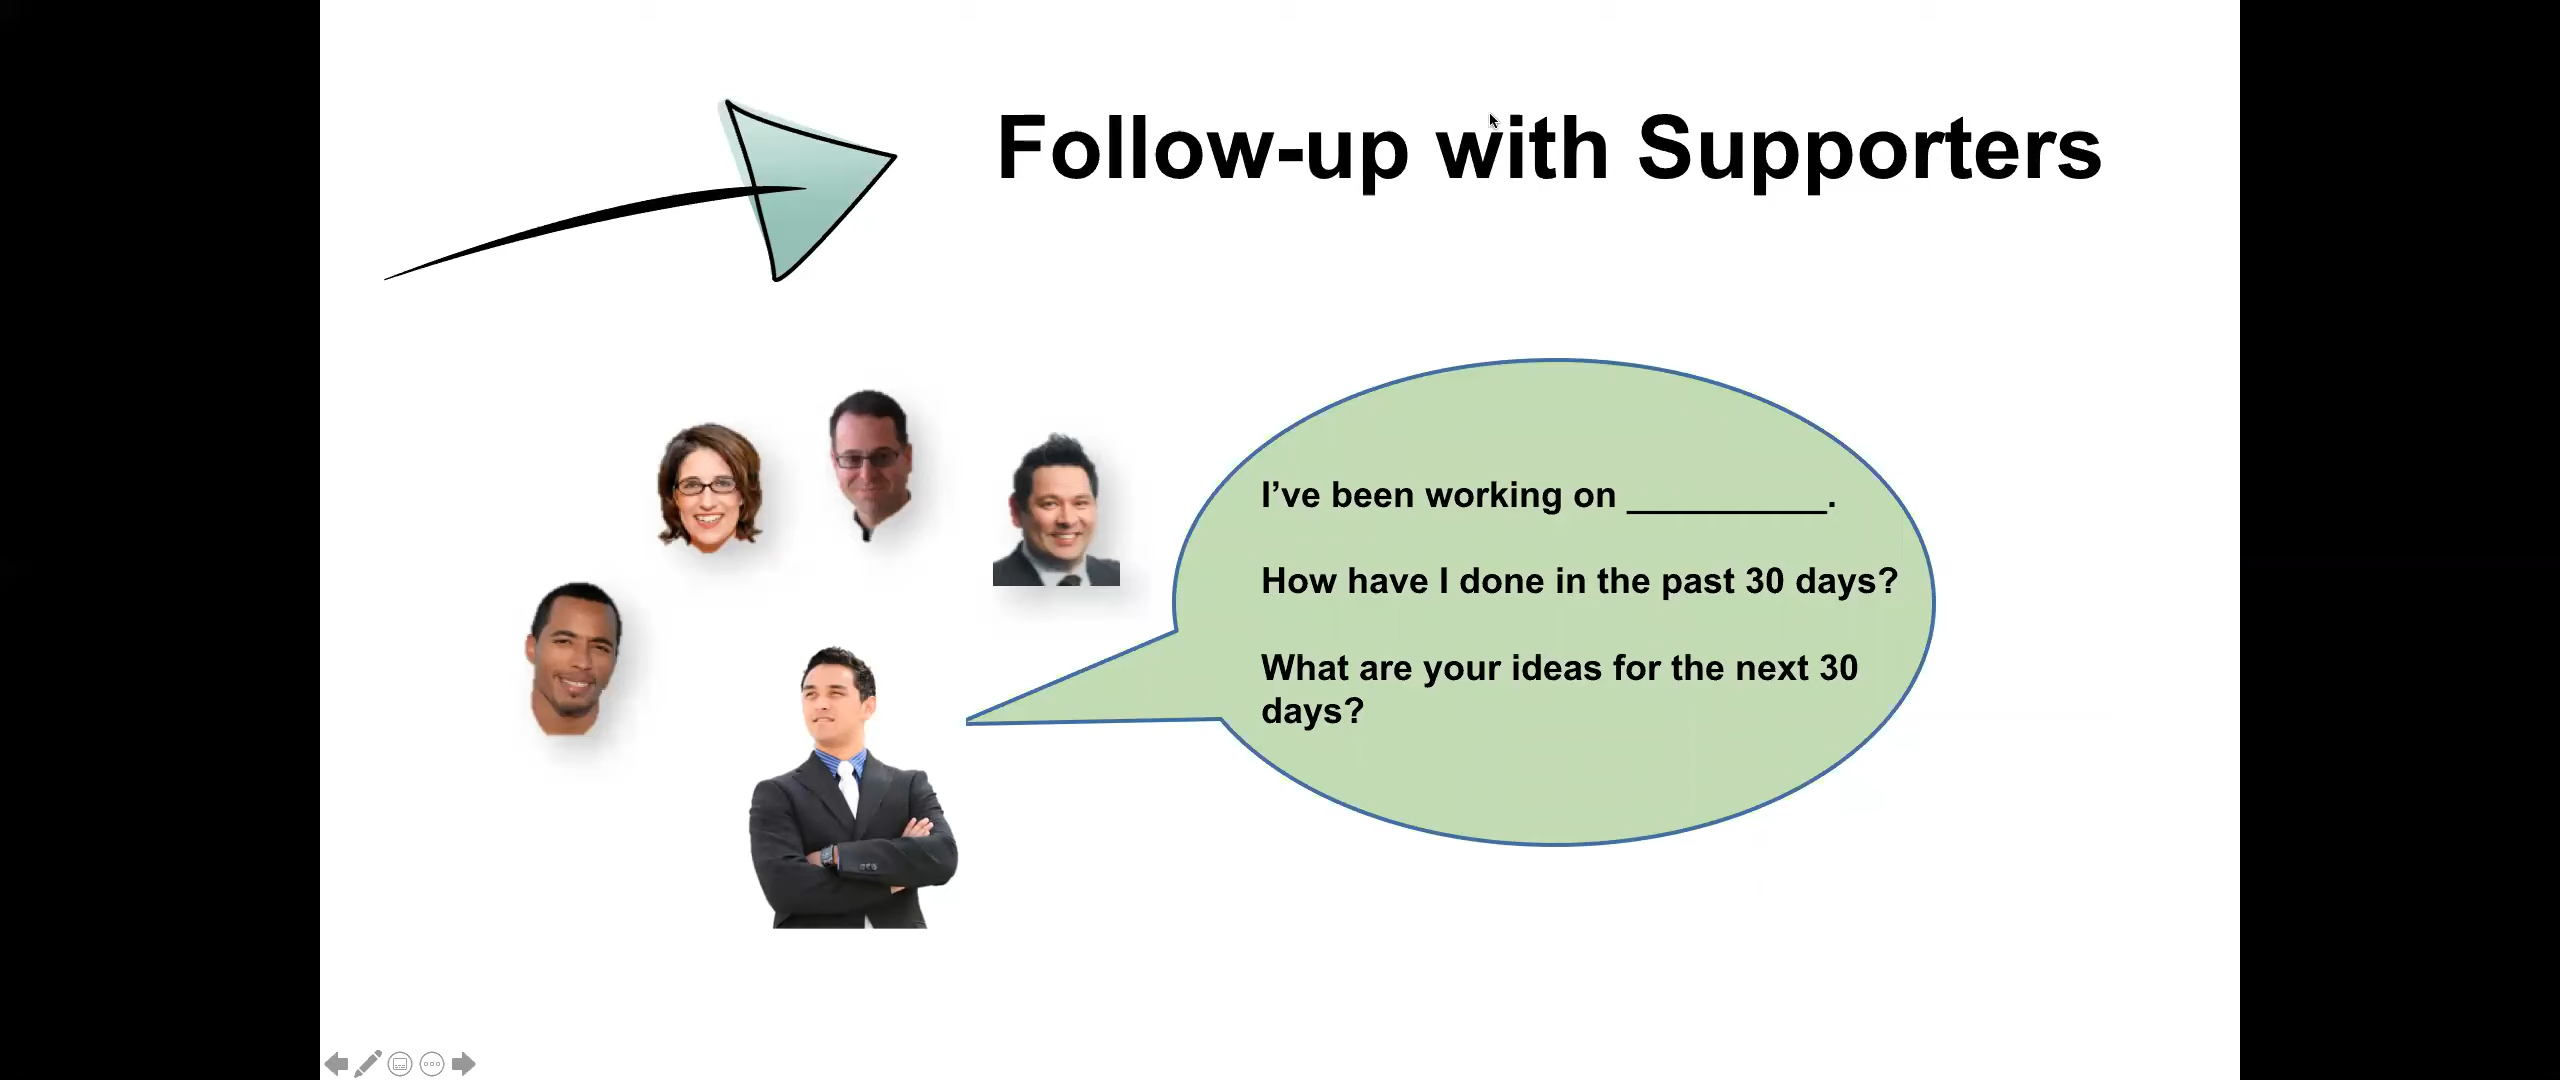 Follow-up with Supporters
I’ve been working on __________.
How have I done in the past 30 days?
What are your ideas for the next 30
days?